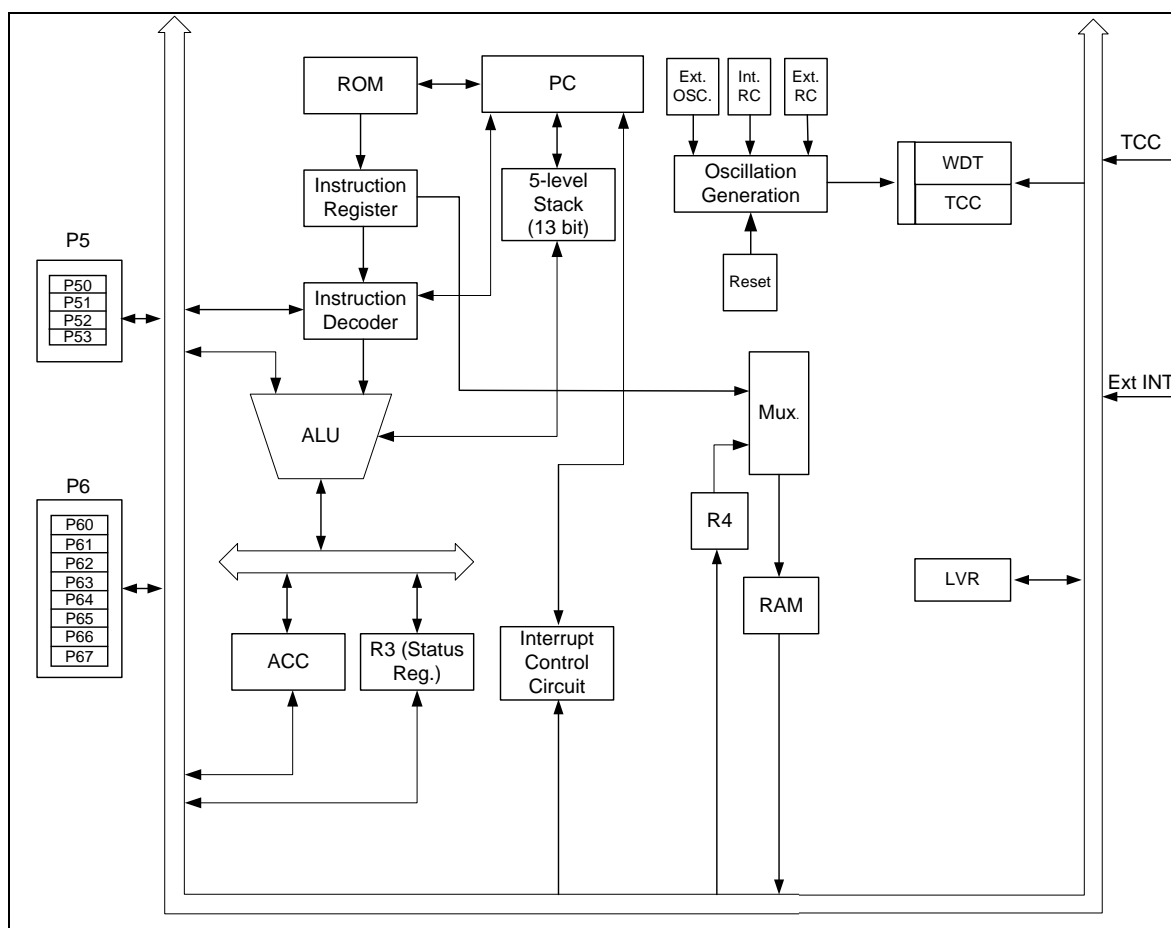 ROM
PC
Ext.
OSC.
Int.
RC
Ext.
RC
Instruction
Register
5-level
Stack
(13 bit)
Oscillation
Generation
WDT
TCC
TCC
Reset
P5
P50
P51
P52
P53
Instruction
Decoder
ALU
Mux.
Ext INT
R4
P6
P60
P61
P62
P63
P64
P65
P66
P67
ACC
R3 (Status
Reg.)
Interrupt
Control
Circuit
RAM
LVR